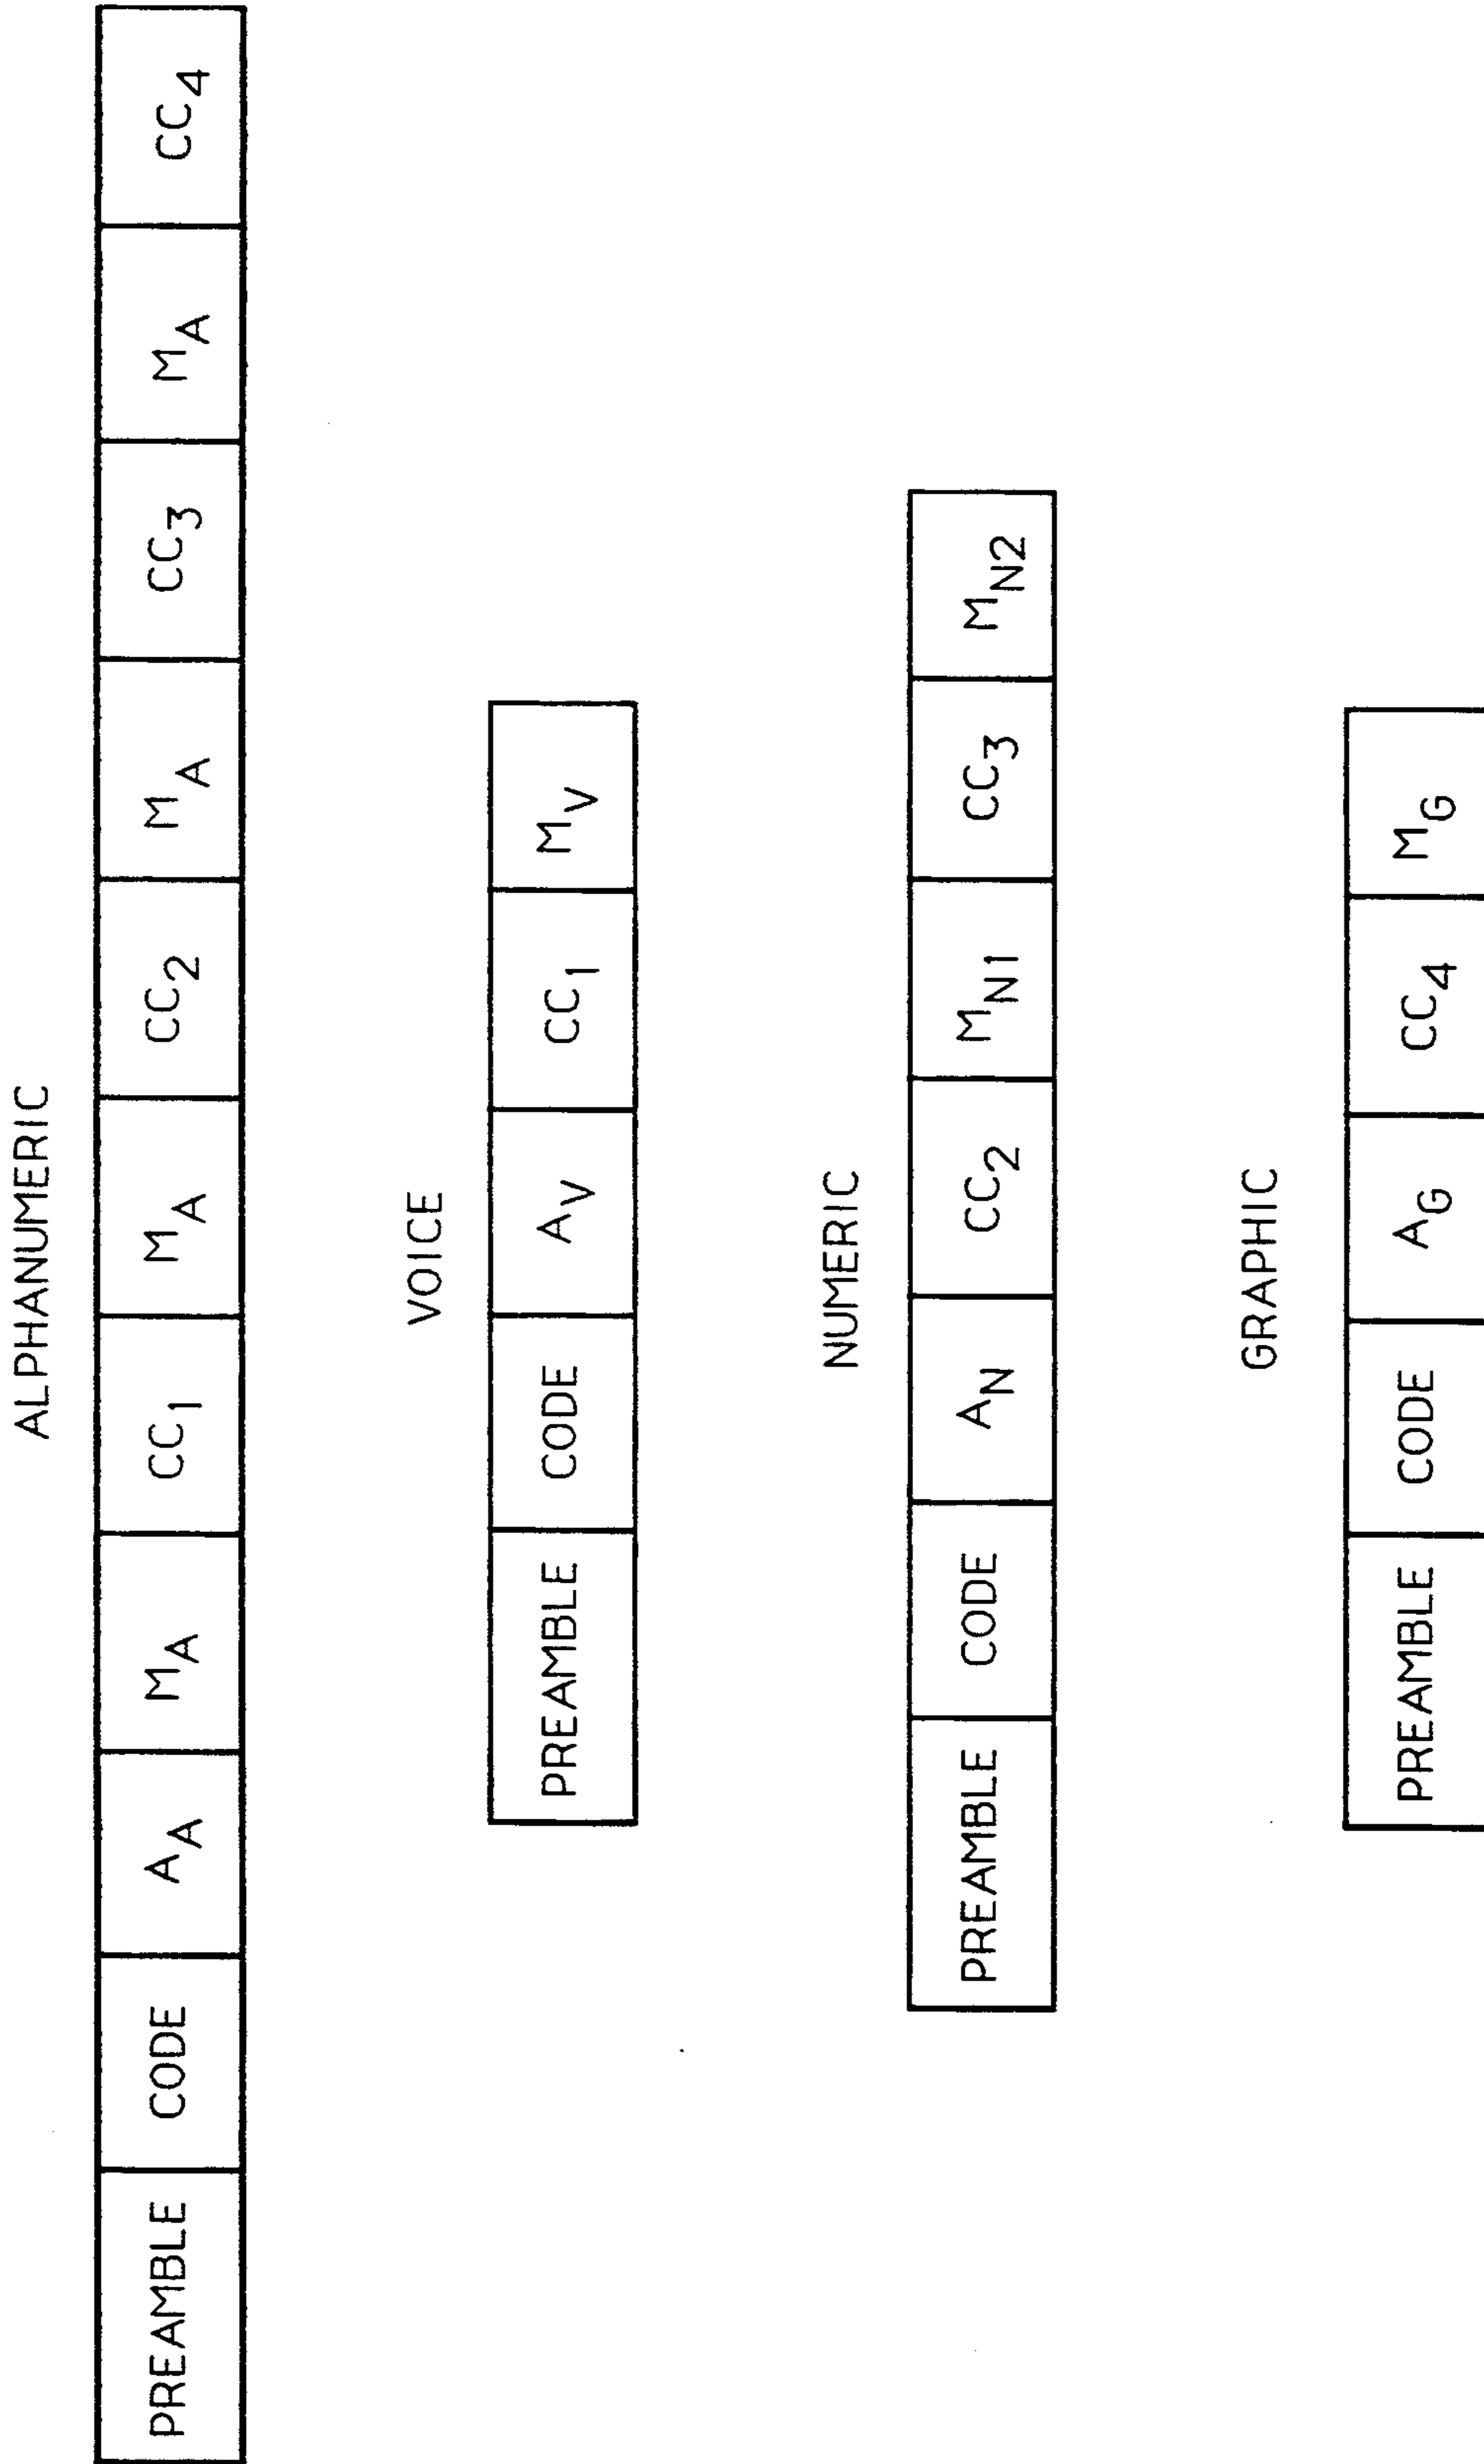 ALPHANUMERIC
PREAMBLE CODE A_A M_A CC_1 M_A CC_2 M_A CC_3 M_A CC_4
VOICE
PREAMBLE CODE A_V CC_1 M_V
NUMERIC
PREAMBLE CODE A_N CC_2 M_N1 CC_3 M_N2
GRAPHIC
PREAMBLE CODE A_G CC_4 M_G